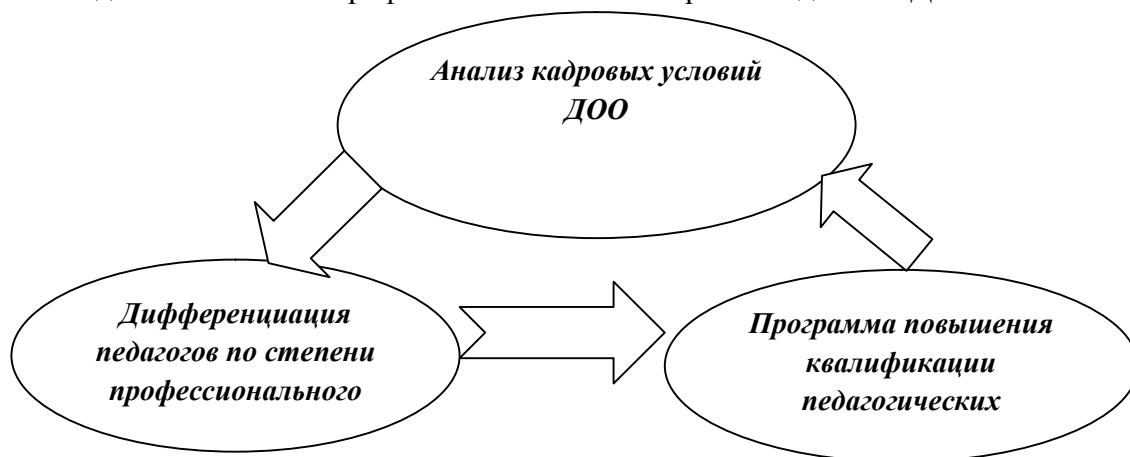 Анализ кадровых условий
ДОО
Дифференциация
педагогов по степени
профессионального
Программа повышения
квалификации
педагогических